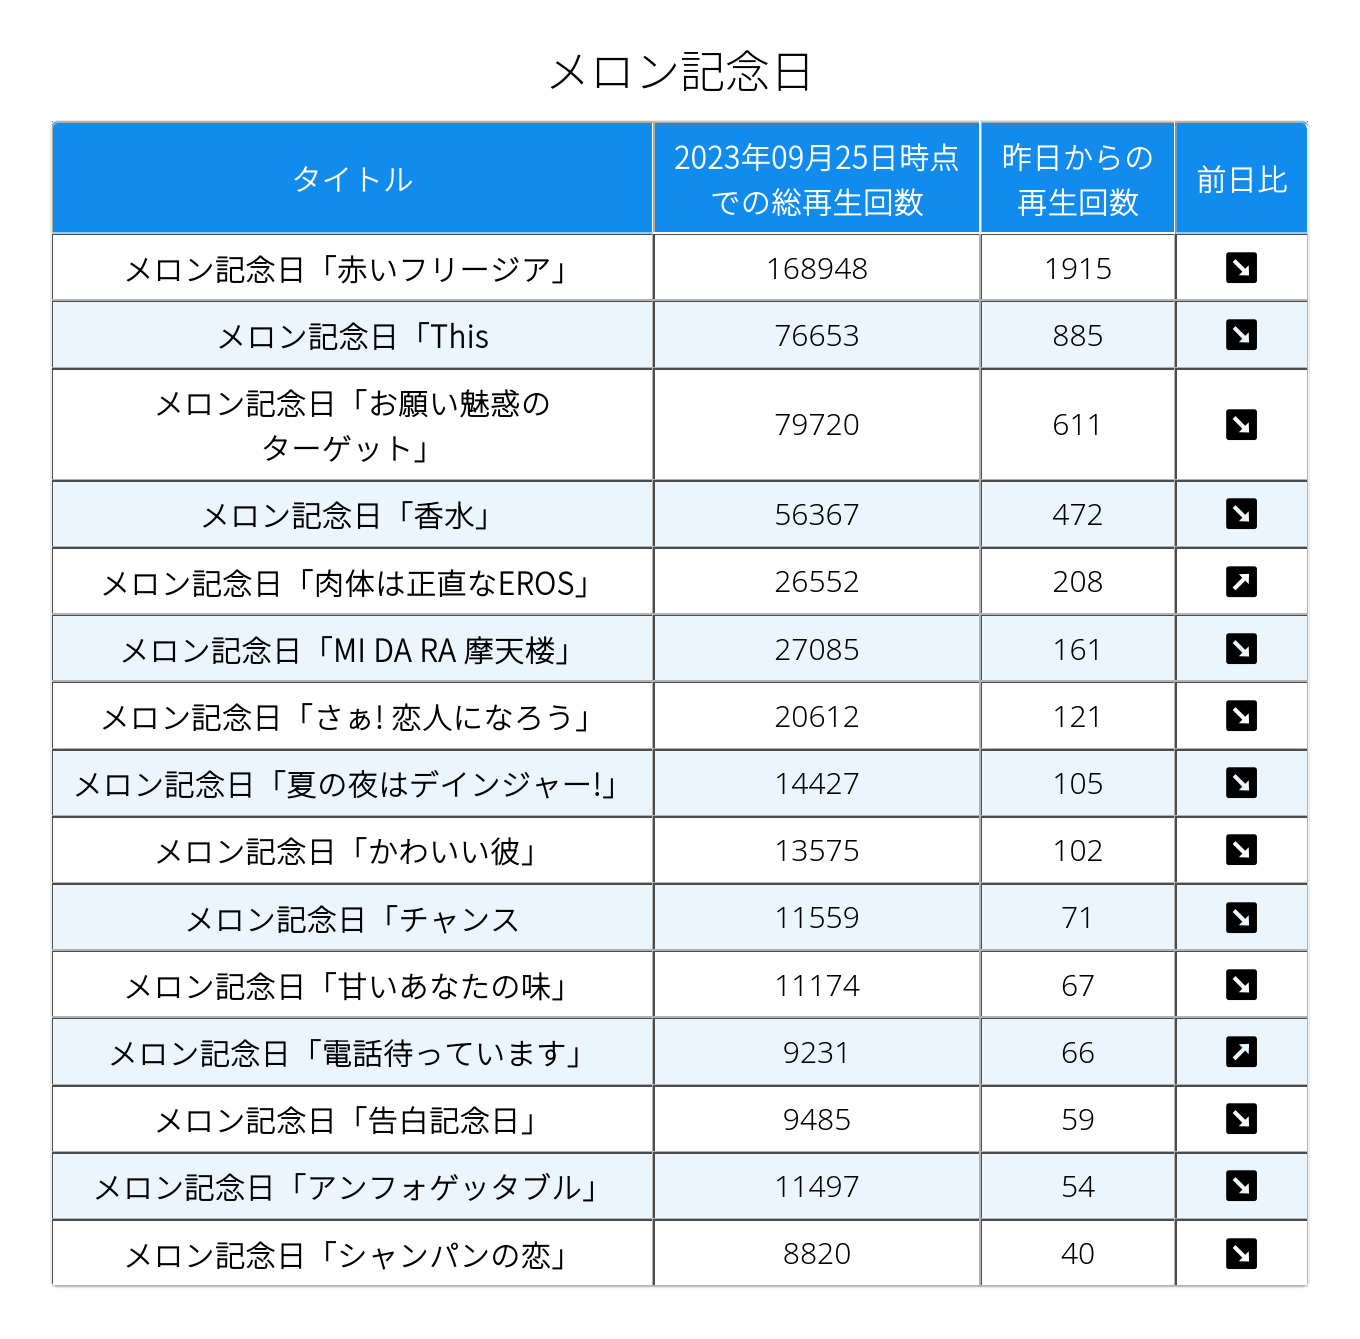 メロン記念日
タイトル
2023年09月25日時点
での総再生回数
昨日からの
再生回数
前日比
メロン記念日「赤いフリージア」 168948 1915
メロン記念日「This 76653 885
メロン記念日「お願い魅惑の
ターゲット」 79720 611
メロン記念日「香水」 56367 472
メロン記念日「肉体は正直なEROS」 26552 208
メロン記念日「MI DA RA 摩天楼」 27085 161
メロン記念日「さぁ! 恋人になろう」 20612 121
メロン記念日「夏の夜はデインジャー!」 14427 105
メロン記念日「かわいい彼」 13575 102
メロン記念日「チャンス 11559 71
メロン記念日「甘いあなたの味」 11174 67
メロン記念日「電話待っています」 9231 66
メロン記念日「告白記念日」 9485 59
メロン記念日「アンフォゲッタブル」 11497 54
メロン記念日「シャンパンの恋」 8820 40